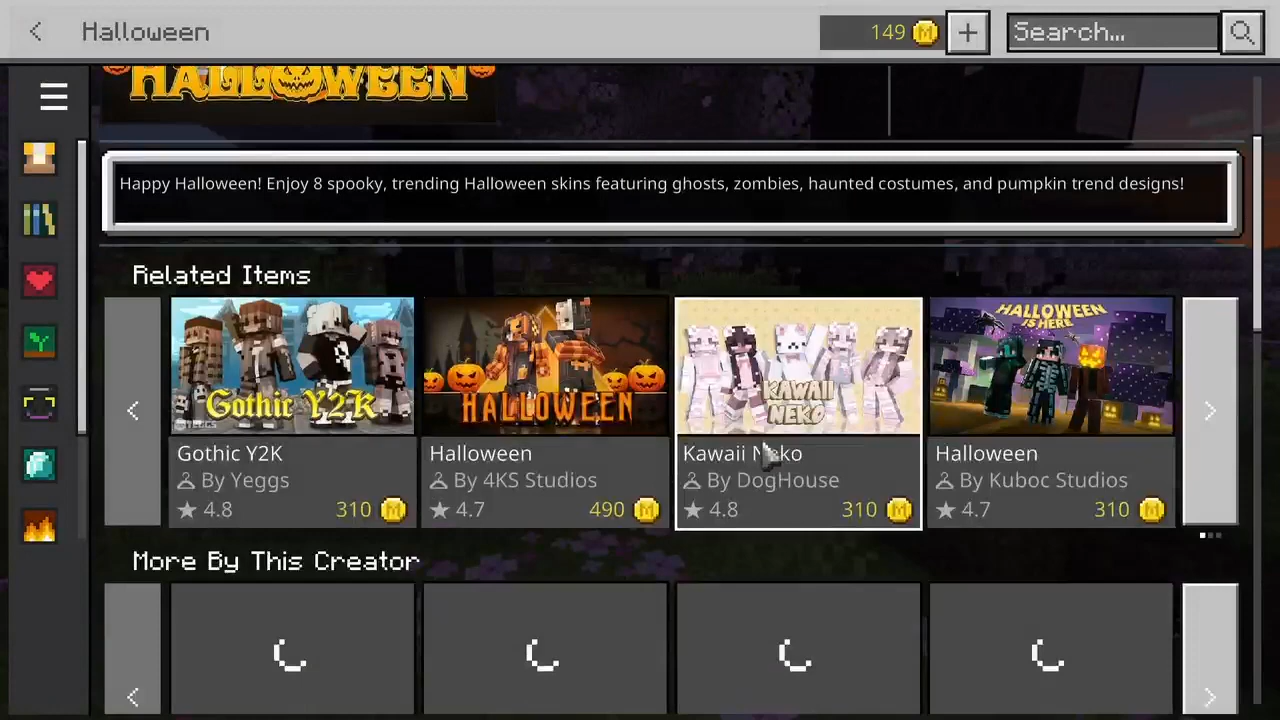 Halloween
149
Search...
HALLOWEEN
Happy Halloween! Enjoy 8 spooky, trending Halloween skins featuring ghosts, zombies, haunted costumes, and pumpkin trend designs!
Related Items
Gothic Y2K
YEGGS
HALLOWEEN
KAWAII
NEKO
HALLOWEEN
IS HERE
Gothic Y2K
By Yeggs
4.8
310
Halloween
By 4KS Studios
4.7
490
Kawaii Neko
By DogHouse
4.8
310
Halloween
By Kuboc Studios
4.7
310
More By This Creator